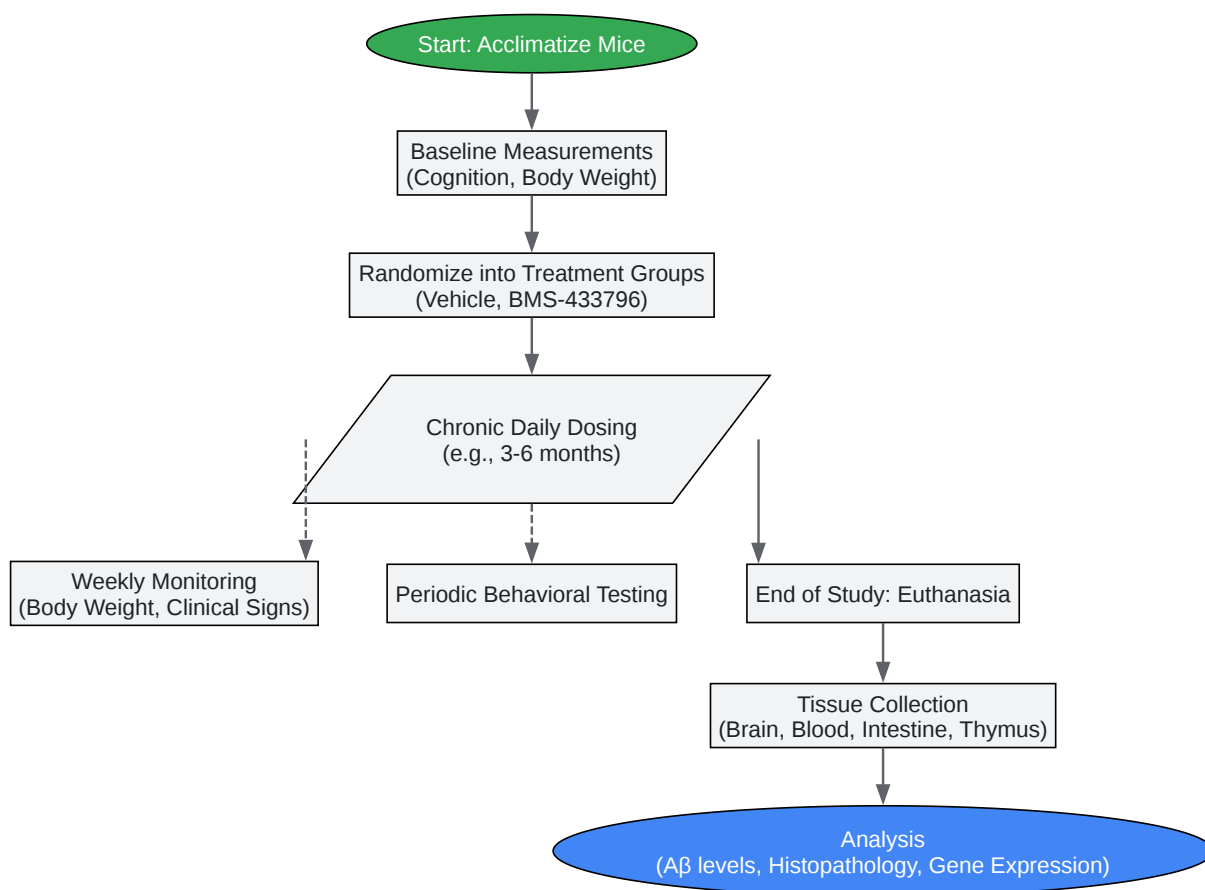 Start: Acclimatize Mice
Baseline Measurements
(Cognition, Body Weight)
Randomize into Treatment Groups
(Vehicle, BMS-433796)
Chronic Daily Dosing
(e.g., 3-6 months)
Weekly Monitoring
(Body Weight, Clinical Signs)
Periodic Behavioral Testing
End of Study: Euthanasia
Tissue Collection
(Brain, Blood, Intestine, Thymus)
Analysis
(Aβ levels, Histopathology, Gene Expression)